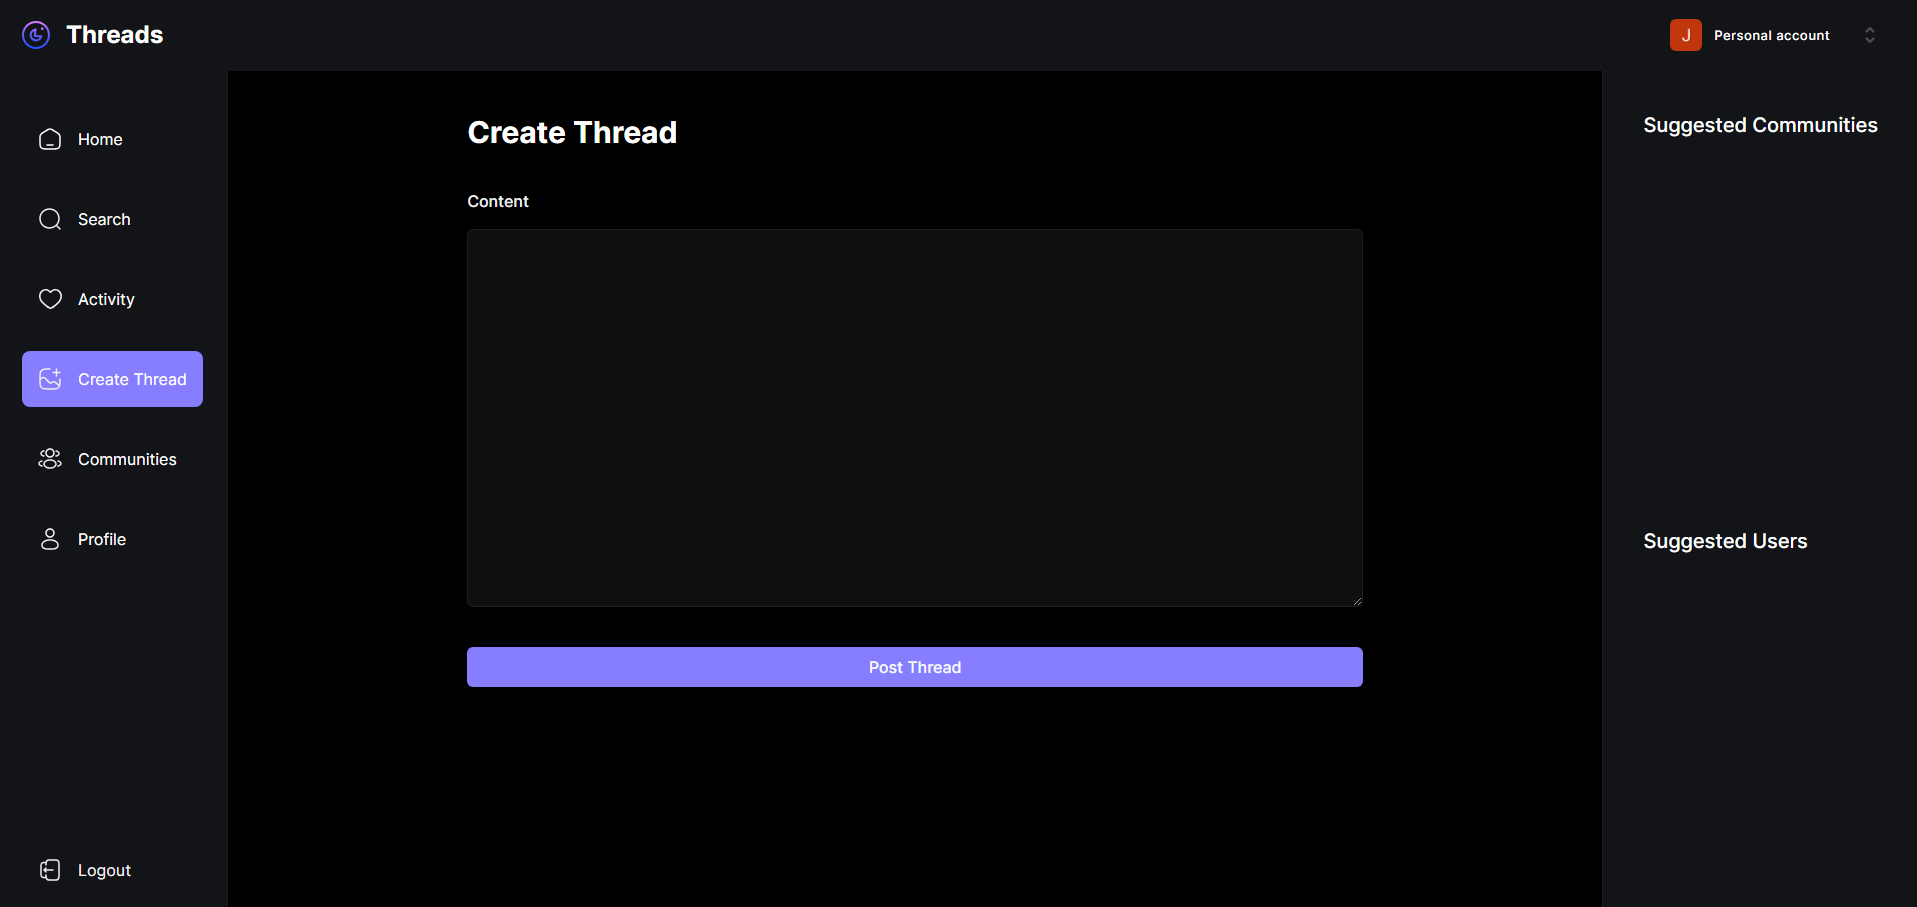 Threads
J
Personal account
Home
Search
Activity
Create Thread
Communities
Profile
Logout
Create Thread
Content
Post Thread
Suggested Communities
Suggested Users